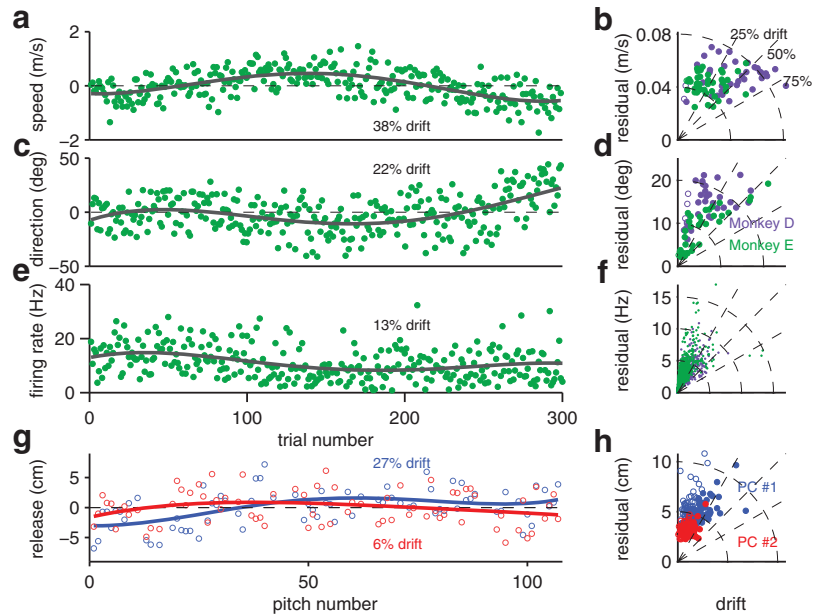 a
speed (m/s)
2
0
−2
38% drift
b
residual (m/s)
0.08
0.04
0
25% drift
50%
75%
c
direction (deg)
50
0
−50
22% drift
d
residual (deg)
20
10
0
Monkey D
Monkey E
e
firing rate (Hz)
40
20
0
13% drift
0
100
200
300
trial number
f
residual (Hz)
15
10
5
0
g
release (cm)
5
0
−5
27% drift
6% drift
0
50
100
pitch number
h
residual (cm)
10
5
0
PC #1
PC #2
drift